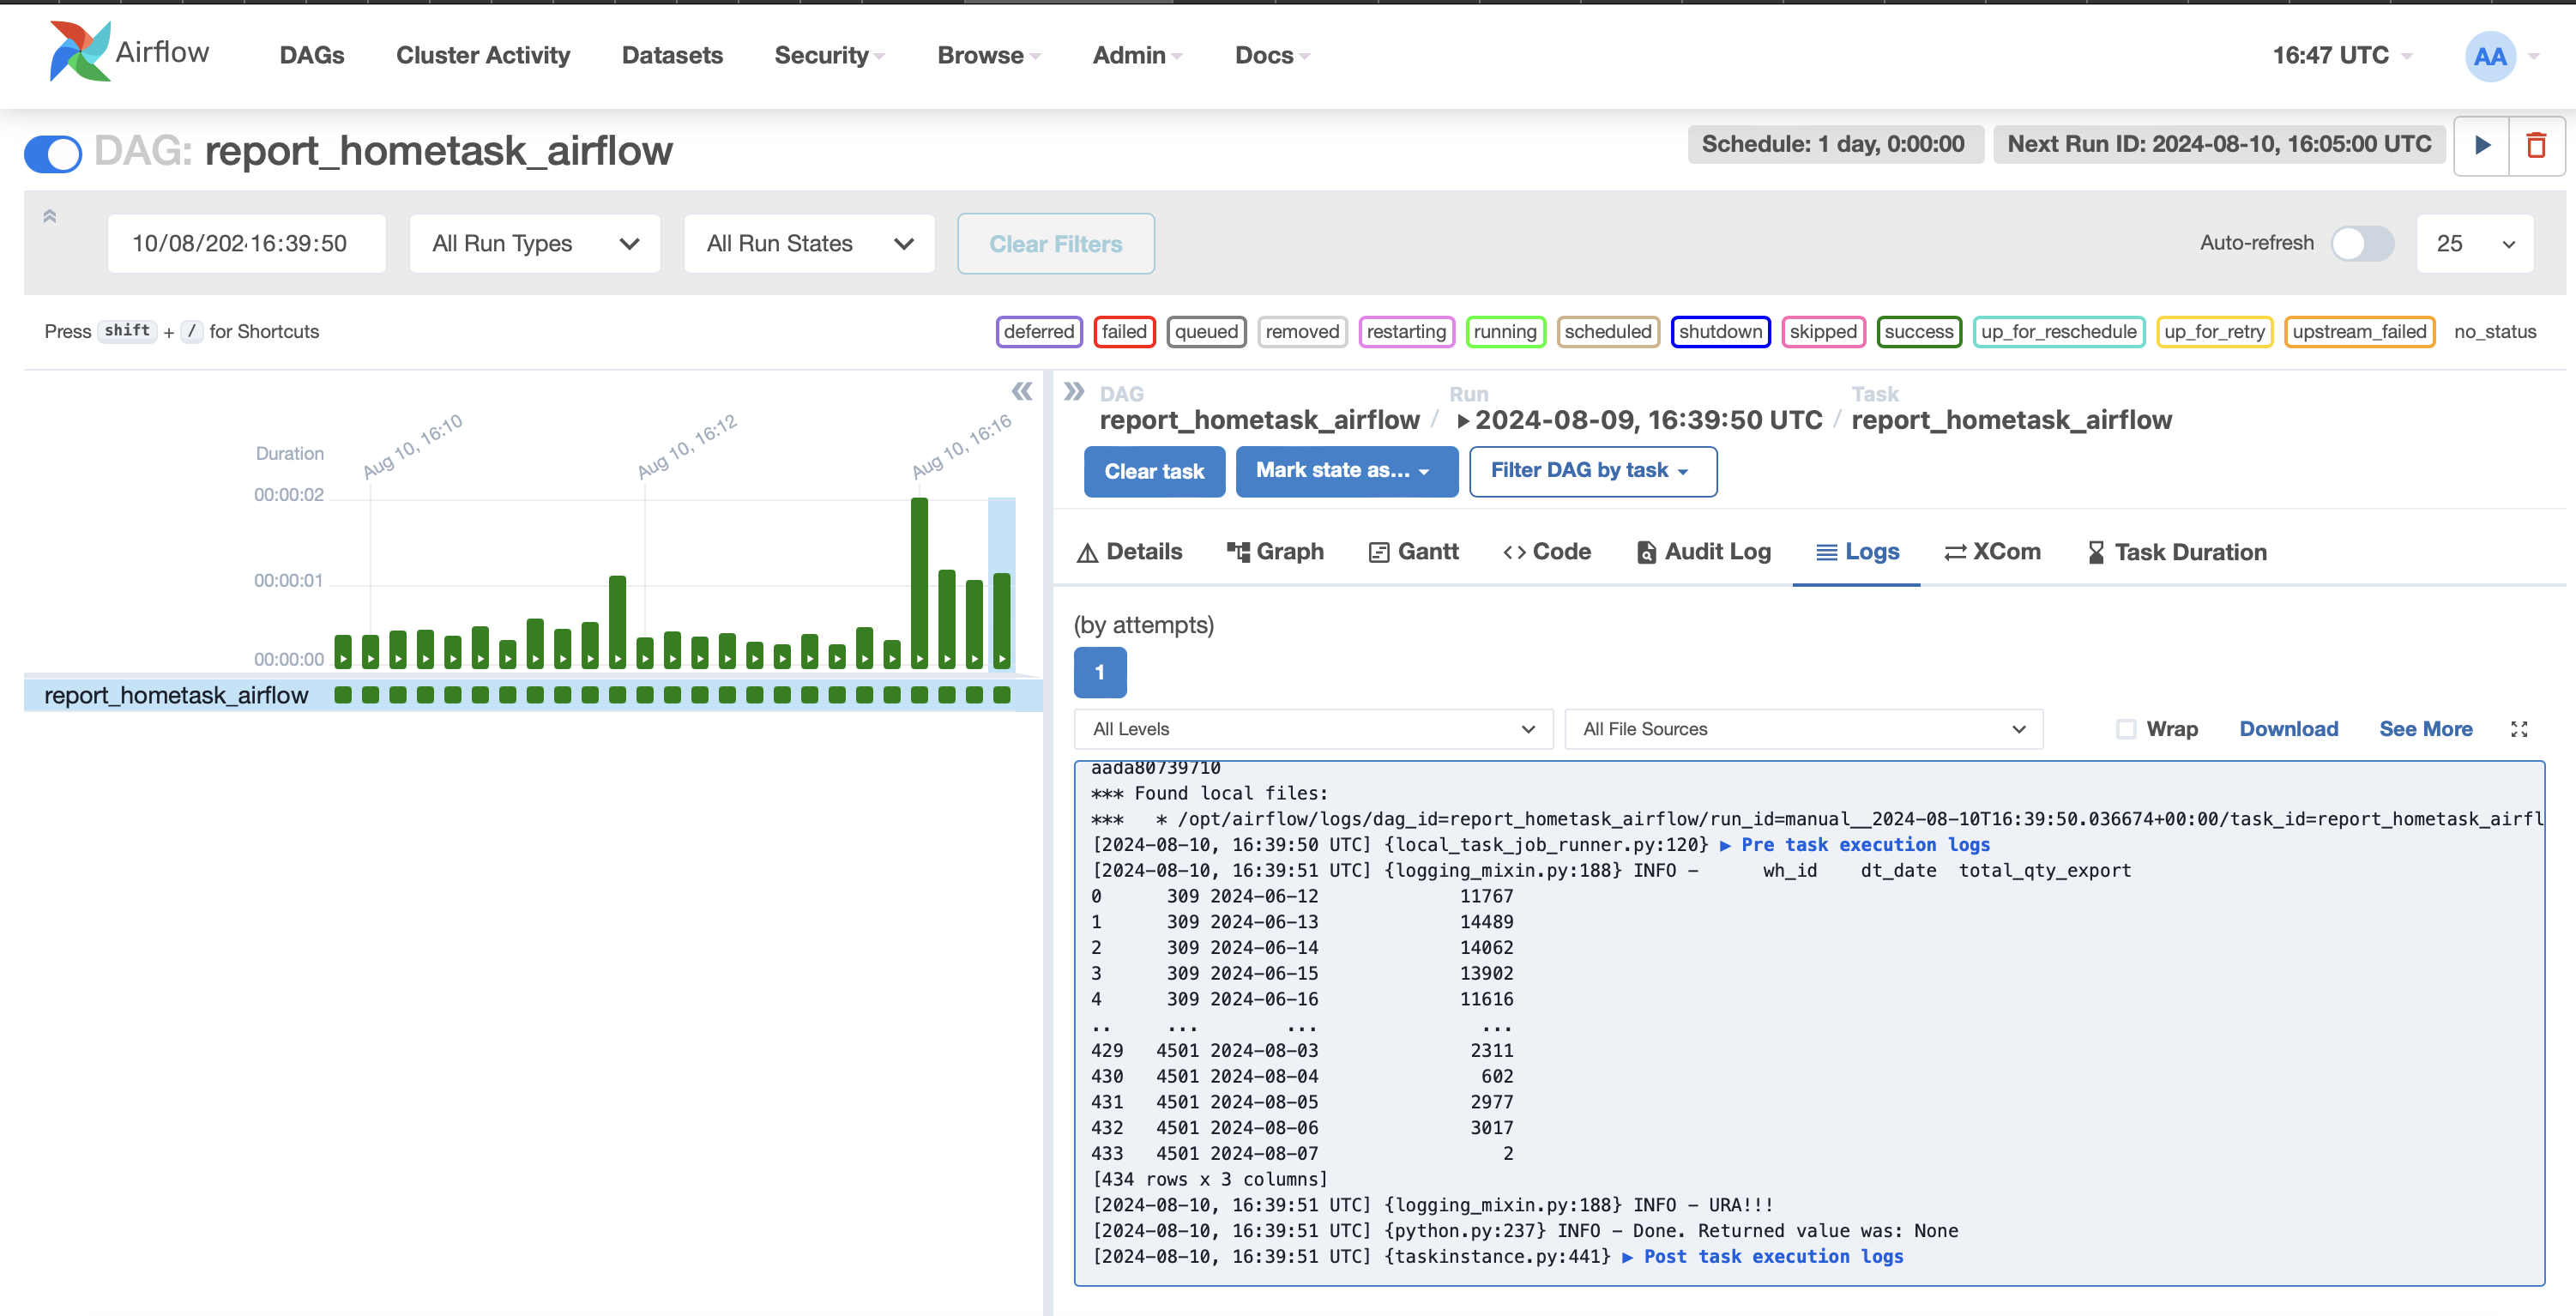 Airflow DAGs Cluster Activity Datasets Security Browse Admin Docs 16:47 UTC AA
DAG: report_hometask_airflow Schedule: 1 day, 0:00:00 Next Run ID: 2024-08-10, 16:05:00 UTC
10/08/202 16:39:50 All Run Types All Run States Clear Filters Auto-refresh 25
Press shift + / for Shortcuts deferred failed queued removed restarting running scheduled shutdown skipped success up_for_reschedule up_for_retry upstream_failed no_status
Aug 10, 16:10 Aug 10, 16:12 Aug 10, 16:16
Duration
00:00:02
00:00:01
00:00:00
report_hometask_airflow
DAG Run Task
report_hometask_airflow / 2024-08-09, 16:39:50 UTC / report_hometask_airflow
Clear task Mark state as... Filter DAG by task
Details Graph Gantt Code Audit Log Logs XCom Task Duration
(by attempts)
1
All Levels All File Sources Wrap Download See More
aada80739710
*** Found local files:
***   * /opt/airflow/logs/dag_id=report_hometask_airflow/run_id=manual__2024-08-10T16:39:50.036674+00:00/task_id=report_hometask_airfl
[2024-08-10, 16:39:50 UTC] {local_task_job_runner.py:120} ▶ Pre task execution logs
[2024-08-10, 16:39:51 UTC] {logging_mixin.py:188} INFO -      wh_id    dt_date  total_qty_export
0      309 2024-06-12             11767
1      309 2024-06-13             14489
2      309 2024-06-14             14062
3      309 2024-06-15             13902
4      309 2024-06-16             11616
..     ...        ...               ...
429   4501 2024-08-03              2311
430   4501 2024-08-04               602
431   4501 2024-08-05              2977
432   4501 2024-08-06              3017
433   4501 2024-08-07                 2
[434 rows x 3 columns]
[2024-08-10, 16:39:51 UTC] {logging_mixin.py:188} INFO - URA!!!
[2024-08-10, 16:39:51 UTC] {python.py:237} INFO - Done. Returned value was: None
[2024-08-10, 16:39:51 UTC] {taskinstance.py:441} ▶ Post task execution logs